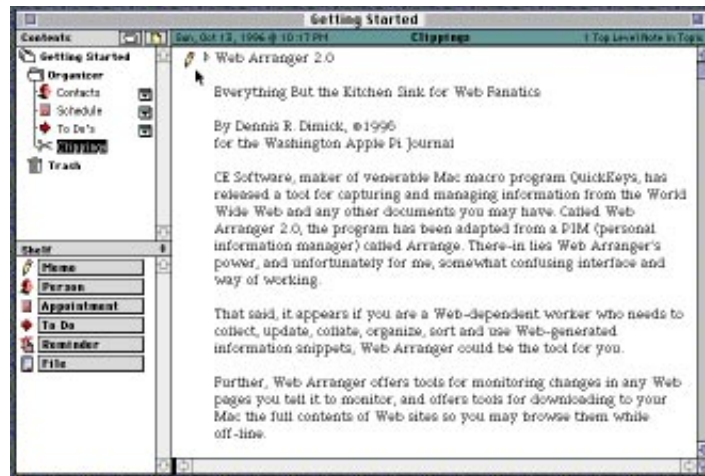 Getting Started
Contents
Sun, Oct 13, 1996 @ 10:17 PM
Clippings
1 Top Level Note in Topic
Getting Started
Organizer
Contacts
Schedule
To Do's
Clippings
Trash
Shelf
Memo
Person
Appointment
To Do
Reminder
File
Web Arranger 2.0
Everything But the Kitchen Sink for Web Fanatics
By Dennis R. Dimick, ©1996
for the Washington Apple Pi Journal
CE Software, maker of venerable Mac macro program QuicKeys, has
released a tool for capturing and managing information from the World
Wide Web and any other documents you may have. Called Web
Arranger 2.0, the program has been adapted from a PIM (personal
information manager) called Arrange. There-in lies Web Arranger's
power, and unfortunately for me, somewhat confusing interface and
way of working.
That said, it appears if you are a Web-dependent worker who needs to
collect, update, collate, organize, sort and use Web-generated
information snippets, Web Arranger could be the tool for you.
Further, Web Arranger offers tools for monitoring changes in any Web
pages you tell it to monitor, and offers tools for downloading to your
Mac the full contents of Web sites so you may browse them while
off-line.